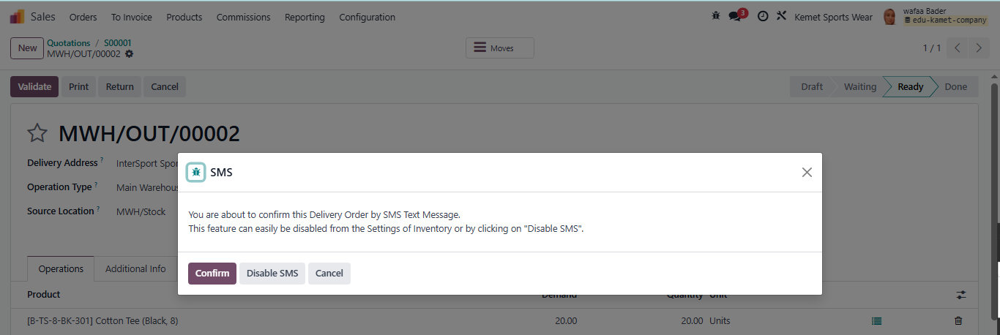 Sales Orders To Invoice Products Commissions Reporting Configuration 3 Kemet Sports Wear wafaa Bader
edu-kamet-company
New Quotations / S00001
MWH/OUT/00002
Moves
1 / 1
Validate Print Return Cancel Draft Waiting Ready Done
MWH/OUT/00002
Delivery Address ? InterSport Spor
Operation Type ? Main Warehous
Source Location ? MWH/Stock
SMS
You are about to confirm this Delivery Order by SMS Text Message.
This feature can easily be disabled from the Settings of Inventory or by clicking on "Disable SMS".
Confirm Disable SMS Cancel
Operations Additional Info
Product Demand Quantity Unit
[B-TS-8-BK-301] Cotton Tee (Black, 8) 20.00 20.00 Units